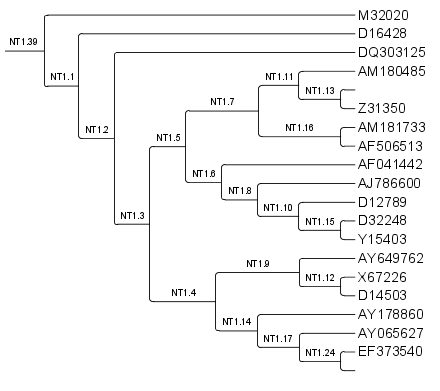 M32020
D16428
NT1.39
DQ303125
AM180485
NT1.1
NT1.11
NT1.13
NT1.7
Z31350
AM181733
NT1.16
NT1.2
NT1.5
AF506513
AF041442
NT1.6
AJ786600
NT1.8
D12789
NT1.10
D32248
NT1.3
NT1.15
Y15403
AY649762
NT1.9
X67226
NT1.12
NT1.4
D14503
AY178860
NT1.14
AY065627
NT1.17
EF373540
NT1.24